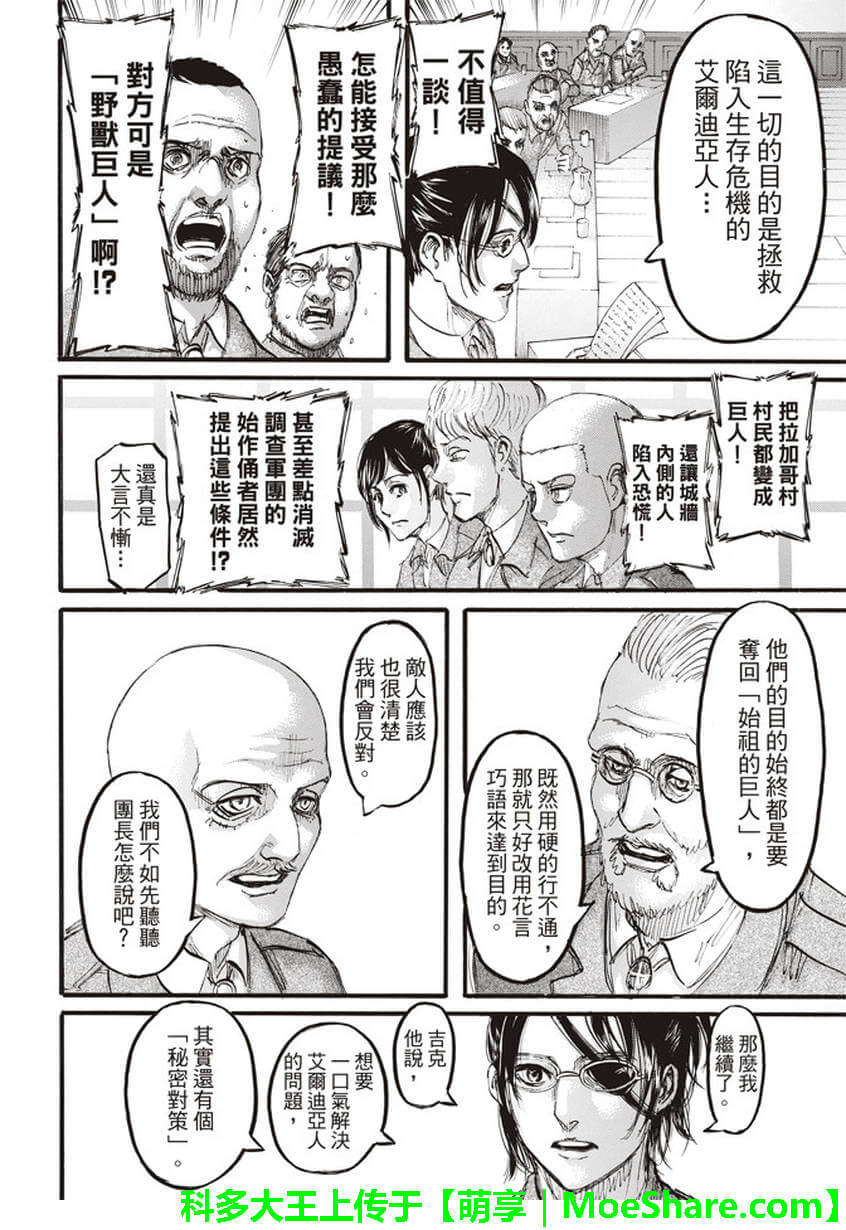 這一切的目的是拯救
陷入生存危機的
艾爾迪亞人…
不值得
一談！
怎能接受那麼
愚蠢的提議！
對方可是
「野獸巨人」啊!?
把拉加哥村
村民都變成
巨人！
還讓城牆
內側的人
陷入恐慌！
甚至差點消滅
調查軍團的
始作俑者居然
提出這些條件!?
還真是
大言不慚…
他們的目的始終都是要
奪回「始祖的巨人」，
既然用硬的行不通，
那就只好改用花言
巧語來達到目的。
敵人應該
也很清楚
我們會反對。
我們不如先聽聽
團長怎麼說吧？
那麼我
繼續了。
吉克
他說，
想要
一口氣解決
艾爾迪亞人
的問題，
其實還有個
「秘密對策」。
科多大王上传于【萌享｜MoeShare.com】